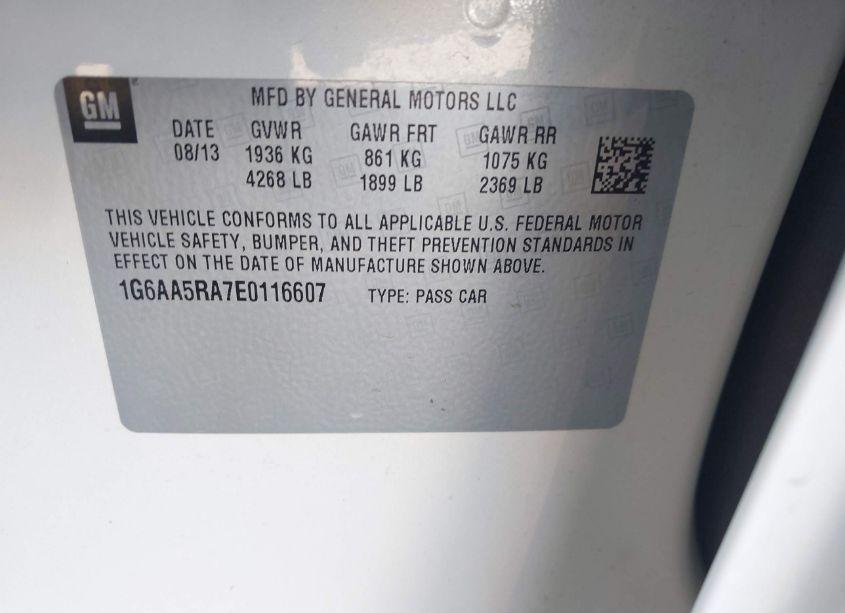 GM
MFD BY GENERAL MOTORS LLC
DATE GVWR GAWR FRT GAWR RR
08/13 1936 KG 861 KG 1075 KG
4268 LB 1899 LB 2369 LB
THIS VEHICLE CONFORMS TO ALL APPLICABLE U.S. FEDERAL MOTOR
VEHICLE SAFETY, BUMPER, AND THEFT PREVENTION STANDARDS IN
EFFECT ON THE DATE OF MANUFACTURE SHOWN ABOVE.
1G6AA5RA7E0116607 TYPE: PASS CAR